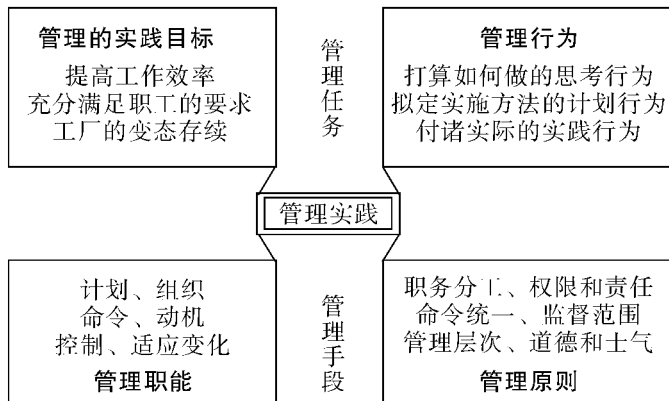 管理的实践目标
提高工作效率
充分满足职工的要求
工厂的变态存续
管理任务
管理行为
打算如何做的思考行为
拟定实施方法的计划行为
付诸实际的实践行为
管理实践
计划、组织
命令、动机
控制、适应变化
管理职能
管理手段
职务分工、权限和责任
命令统一、监督范围
管理层次、道德和士气
管理原则